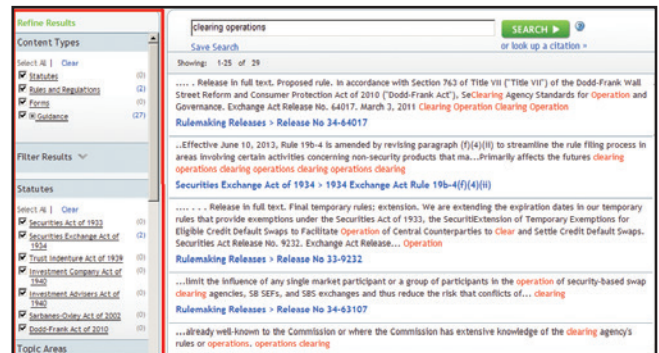 Refine Results
Content Types
Select All | Clear
Statutes (0)
Rules and Regulations (2)
Forms (0)
Guidance (27)
Filter Results
Statutes
Select All | Clear
Securities Act of 1933 (0)
Securities Exchange Act of 1934 (2)
Trust Indenture Act of 1939 (0)
Investment Company Act of 1940 (0)
Investment Advisers Act of 1940 (0)
Sarbanes-Oxley Act of 2002 (0)
Dodd-Frank Act of 2010 (0)
Topic Areas
clearing operations
SEARCH
Save Search
or look up a citation »
Showing: 1-25 of 29
.... . Release in full text. Proposed rule. In accordance with Section 763 of Title VII ("Title VII") of the Dodd-Frank Wall
Street Reform and Consumer Protection Act of 2010 ("Dodd-Frank Act"), SeClearing Agency Standards for Operation and
Governance. Exchange Act Release No. 64017. March 3, 2011 Clearing Operation Clearing Operation
Rulemaking Releases > Release No 34-64017
..Effective June 10, 2013, Rule 19b-4 is amended by revising paragraph (f)(4)(ii) to streamline the rule filing process in
areas involving certain activities concerning non-security products that ma...Primarily affects the futures clearing
operations clearing operations clearing operations clearing
Securities Exchange Act of 1934 > 1934 Exchange Act Rule 19b-4(f)(4)(ii)
.... . . . Release in full text. Final temporary rules; extension. We are extending the expiration dates in our temporary
rules that provide exemptions under the Securities Act of 1933, the SecuritiExtension of Temporary Exemptions for
Eligible Credit Default Swaps to Facilitate Operation of Central Counterparties to Clear and Settle Credit Default Swaps.
Securities Act Release No. 9232. Exchange Act Release... Operation
Rulemaking Releases > Release No 33-9232
...limit the influence of any single market participant or a group of participants in the operation of security-based swap
clearing agencies, SB SEFs, and SBS exchanges and thus reduce the risk that conflicts of... clearing
Rulemaking Releases > Release No 34-63107
...already well-known to the Commission or where the Commission has extensive knowledge of the clearing agency's
rules or operations. operations clearing